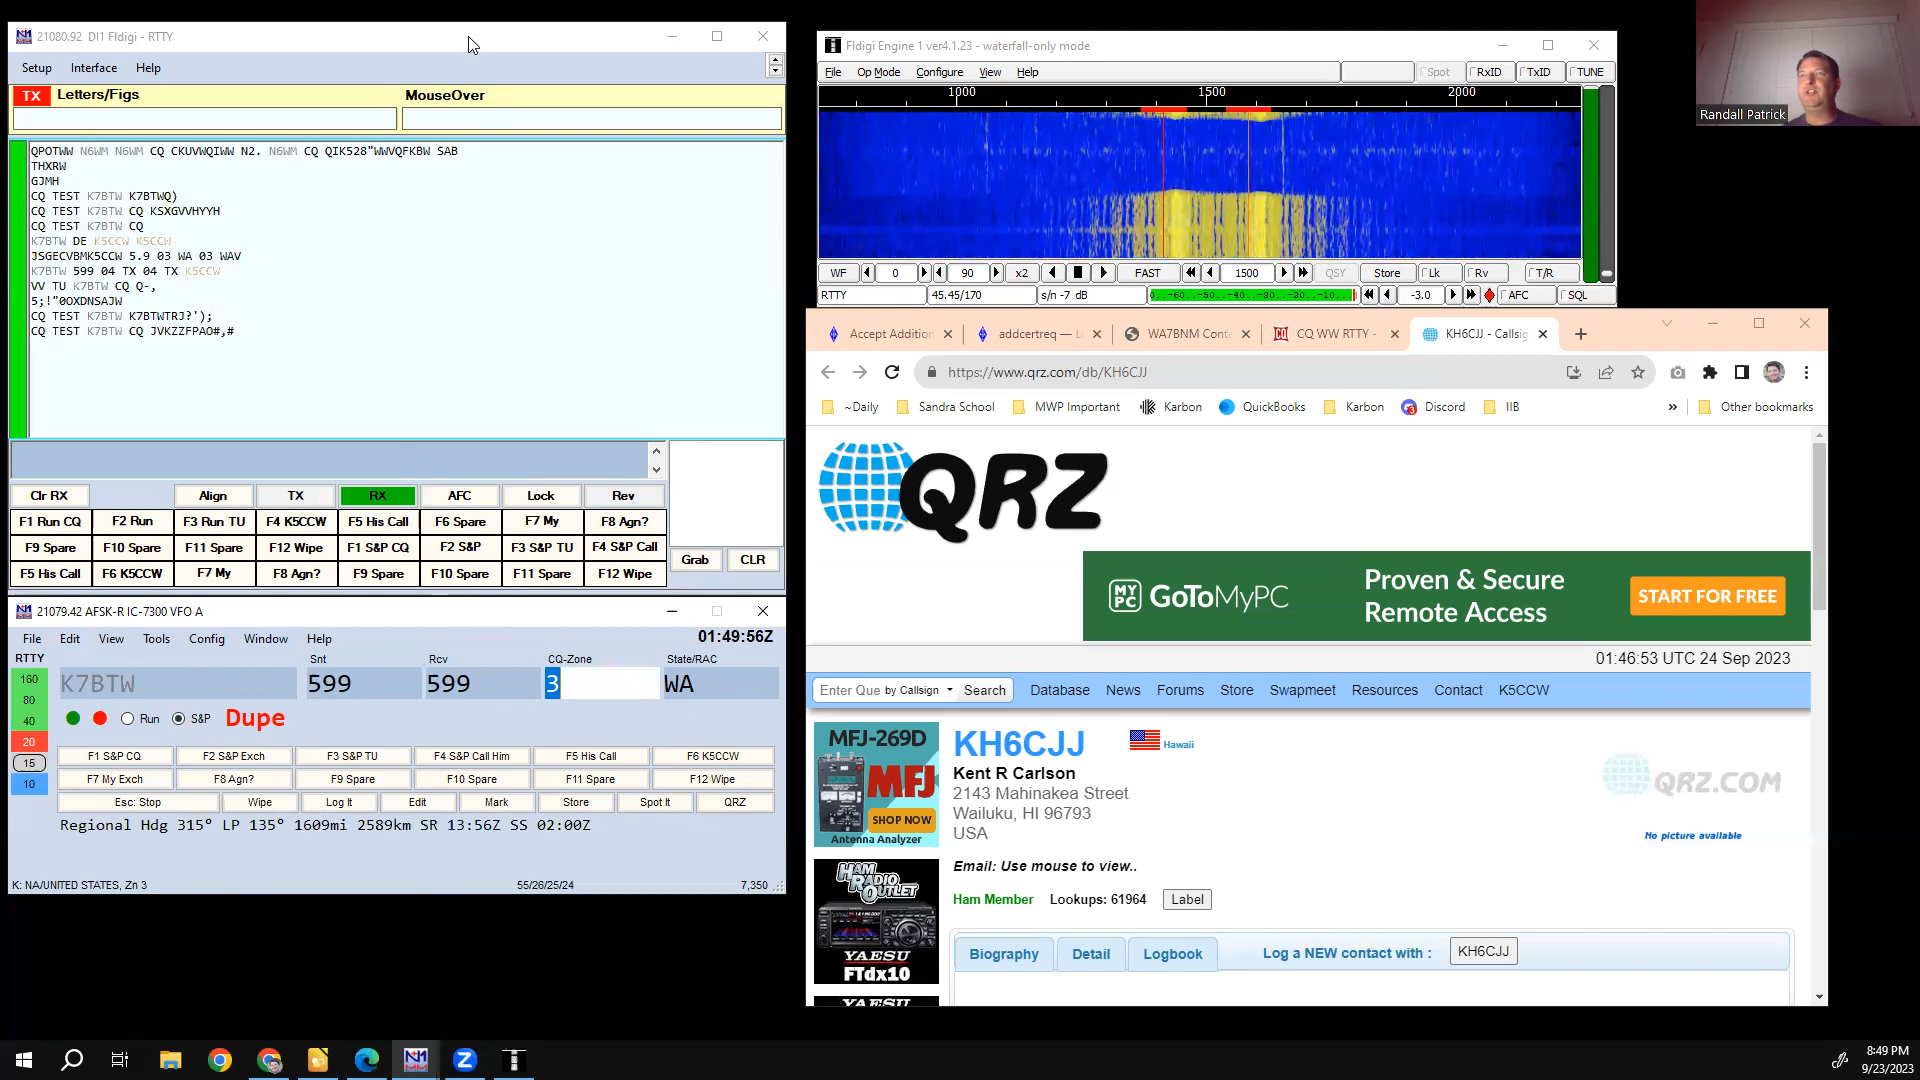 21080.92 DI1 Fldigi - RTTY
Setup Interface Help
TX Letters/Figs MouseOver
QPOTWW N6WM N6WM CQ CKUVWQIWW N2. N6WM CQ QIK528"WWVQFKBW SAB
THXRW
GJMH
CQ TEST K7BTW K7BTWQ)
CQ TEST K7BTW CQ KSXGVVHYYH
CQ TEST K7BTW CQ
K7BTW DE K5CCW K5CCW
JSGECVBMK5CCW 5.9 03 WA 03 WAV
K7BTW 599 04 TX 04 TX K5CCW
VV TU K7BTW CQ Q-,
5;!"0OXDNSAJW
CQ TEST K7BTW K7BTWTRJ?');
CQ TEST K7BTW CQ JVKZZFPAO#,#
Clr RX Align TX RX AFC Lock Rev
F1 Run CQ F2 Run F3 Run TU F4 K5CCW F5 His Call F6 Spare F7 My F8 Agn?
F9 Spare F10 Spare F11 Spare F12 Wipe F1 S&P CQ F2 S&P F3 S&P TU F4 S&P Call
F5 His Call F6 K5CCW F7 My F8 Agn? F9 Spare F10 Spare F11 Spare F12 Wipe
Grab CLR
21079.42 AFSK-R IC-7300 VFO A
File Edit View Tools Config Window Help 01:49:56Z
RTTY Snt Rcv CQ-Zone State/RAC
K7BTW 599 599 3 WA
160
80
40
20
15
10
Run S&P Dupe
F1 S&P CQ F2 S&P Exch F3 S&P TU F4 S&P Call Him F5 His Call F6 K5CCW
F7 My Exch F8 Agn? F9 Spare F10 Spare F11 Spare F12 Wipe
Esc: Stop Wipe Log It Edit Mark Store Spot It QRZ
Regional Hdg 315° LP 135° 1609mi 2589km SR 13:56Z SS 02:00Z
K: NA/UNITED STATES, Zn 3 55/26/25/24 7,350
Fldigi Engine 1 ver4.1.23 - waterfall-only mode
File Op Mode Configure View Help Spot RxID TxID TUNE
1000 1500 2000
WF 0 90 x2 FAST 1500 QSY Store Lk Rv T/R
RTTY 45.45/170 s/n -7 dB -60 -50 -40 -30 -20 -10 -3.0 AFC SQL
Randall Patrick
Accept Addition addcertreq — L WA7BNM Conte CQ WW RTTY - KH6CJJ - Callsig
https://www.qrz.com/db/KH6CJJ
~Daily Sandra School MWP Important Karbon QuickBooks Karbon Discord IIB » Other bookmarks
QRZ
MY PC GoToMyPC Proven & Secure
Remote Access
START FOR FREE
01:46:53 UTC 24 Sep 2023
Enter Que by Callsign Search Database News Forums Store Swapmeet Resources Contact K5CCW
MFJ-269D
MFJ
SHOP NOW
Antenna Analyzer
HAM RADIO OUTLET
YAESU
FTdx10
YAESU
KH6CJJ Hawaii
Kent R Carlson
2143 Mahinakea Street
Wailuku, HI 96793
USA
Email: Use mouse to view..
Ham Member Lookups: 61964 Label
QRZ.COM
No picture available
Biography Detail Logbook Log a NEW contact with : KH6CJJ
8:49 PM
9/23/2023